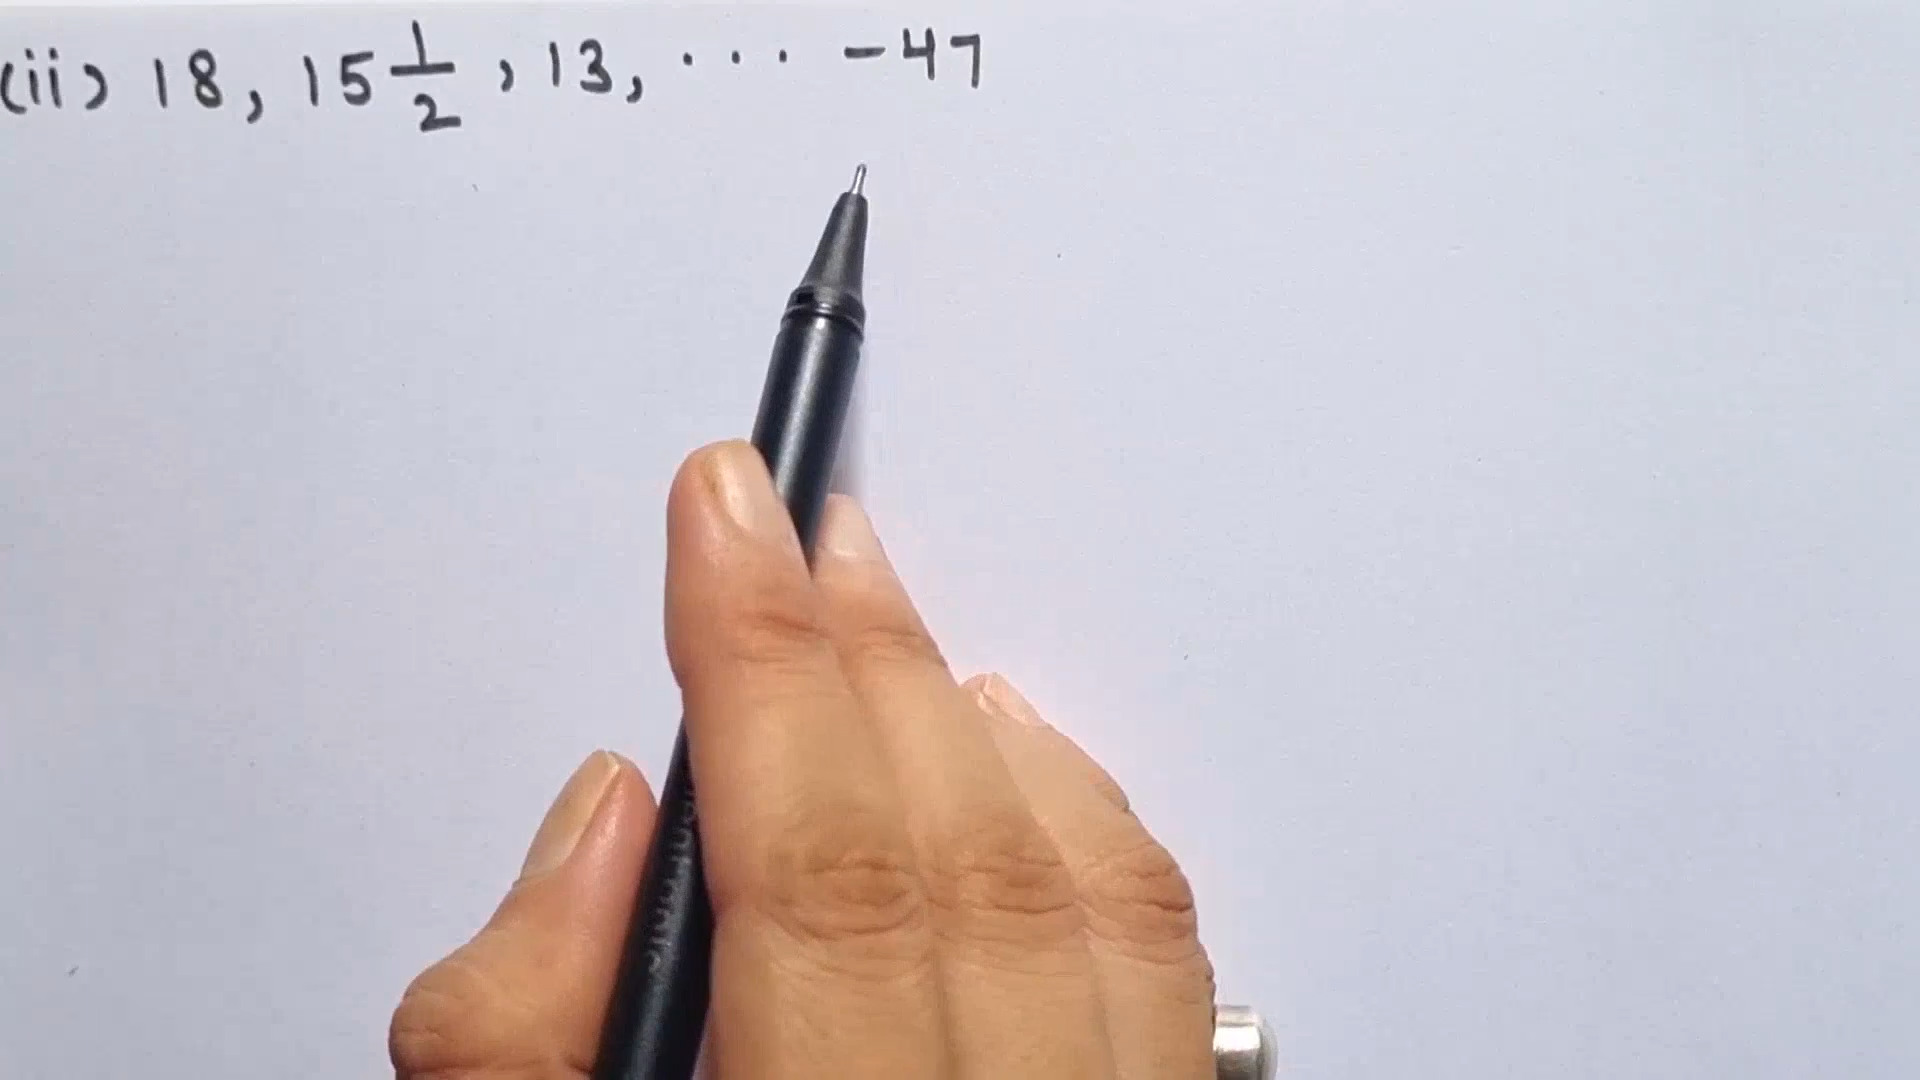 (ii) 18, 15 1/2, 13, ... -47